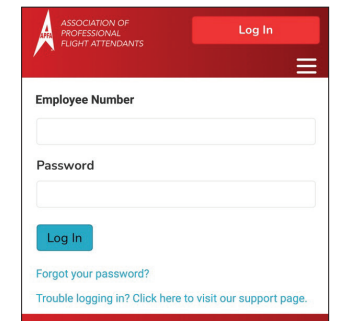 ASSOCIATION OF
PROFESSIONAL
FLIGHT ATTENDANTS
APFA
Log In
Employee Number
Password
Log In
Forgot your password?
Trouble logging in? Click here to visit our support page.